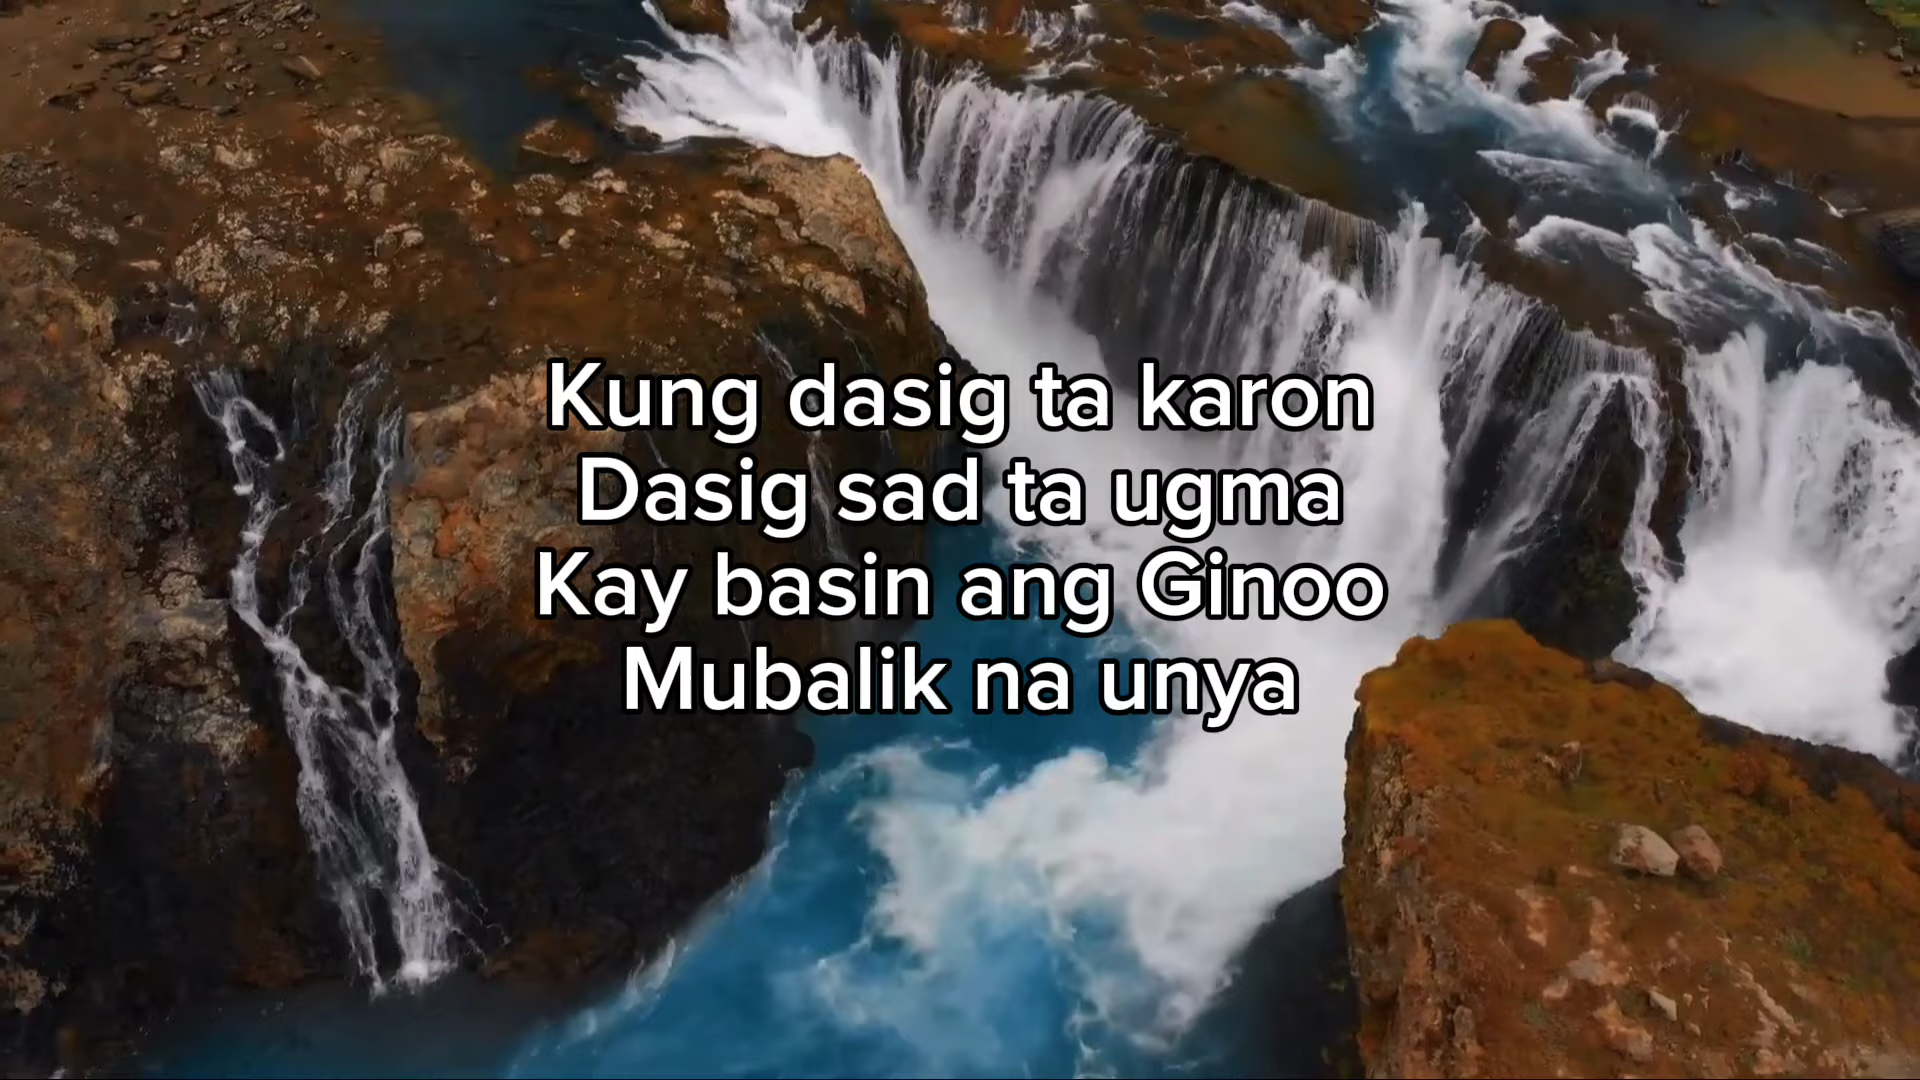 Kung dasig ta karon
Dasig sad ta ugma
Kay basin ang Ginoo
Mubalik na unya